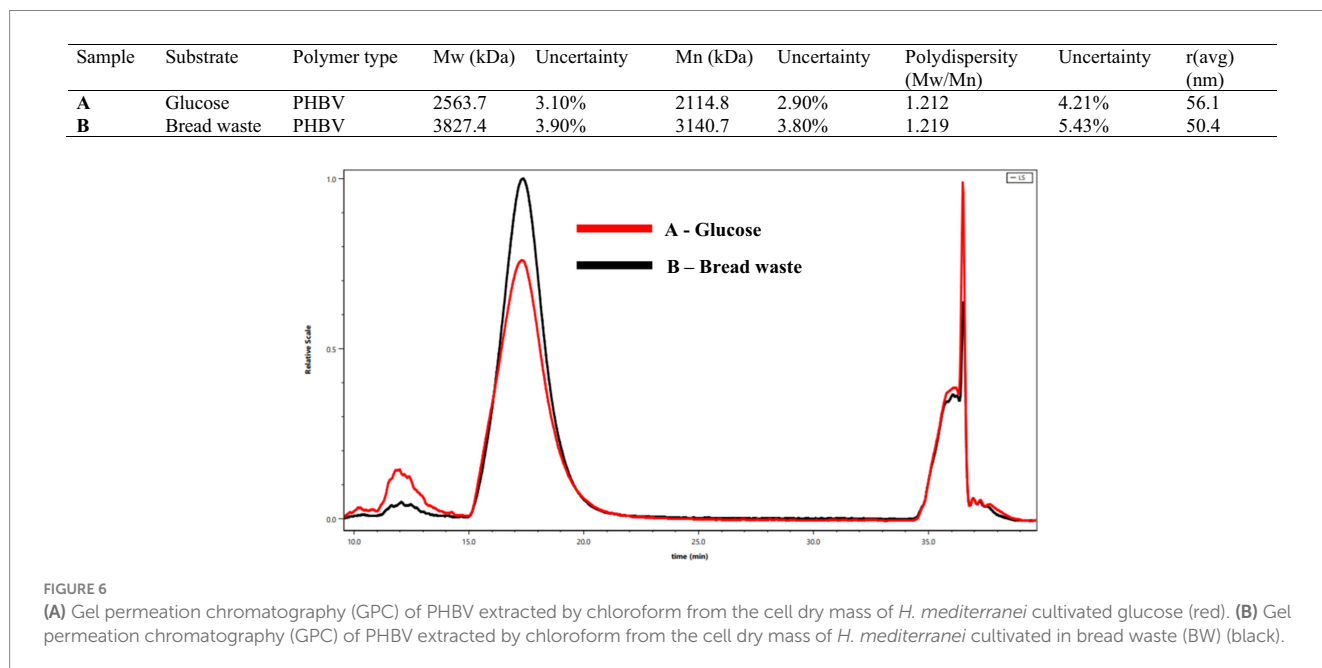 Sample Substrate Polymer type Mw (kDa) Uncertainty Mn (kDa) Uncertainty Polydispersity (Mw/Mn) Uncertainty r(avg) (nm)
A Glucose PHBV 2563.7 3.10% 2114.8 2.90% 1.212 4.21% 56.1
B Bread waste PHBV 3827.4 3.90% 3140.7 3.80% 1.219 5.43% 50.4
1.0
LS
A - Glucose
B – Bread waste
Relative Scale
0.5
0.0
10.0 15.0 20.0 25.0 30.0 35.0
time (min)
FIGURE 6
(A) Gel permeation chromatography (GPC) of PHBV extracted by chloroform from the cell dry mass of H. mediterranei cultivated glucose (red). (B) Gel
permeation chromatography (GPC) of PHBV extracted by chloroform from the cell dry mass of H. mediterranei cultivated in bread waste (BW) (black).